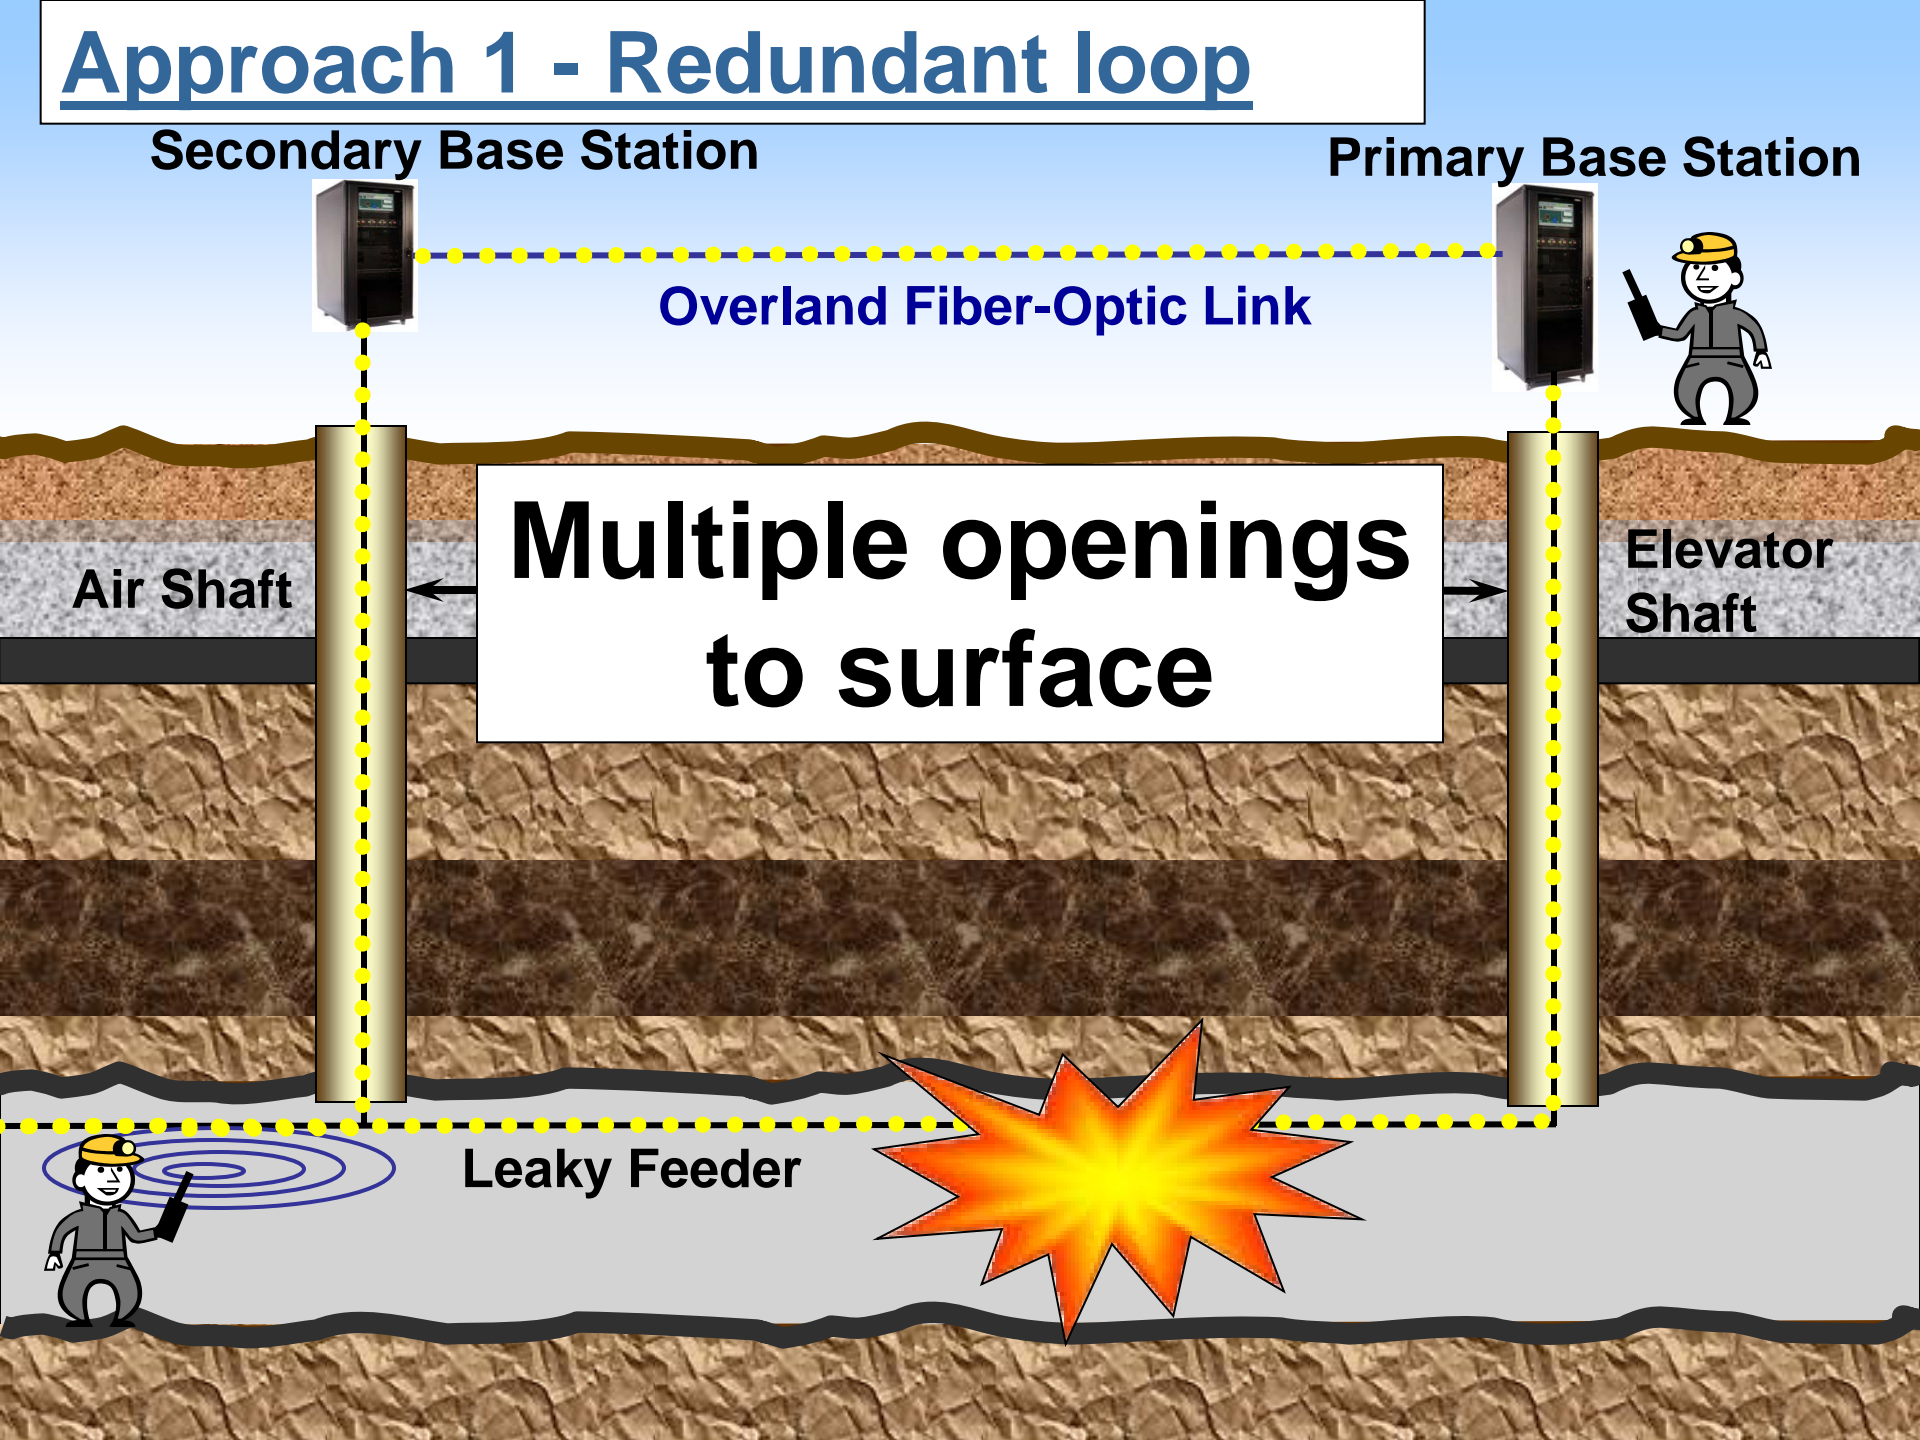 Approach 1 - Redundant loop
Secondary Base Station
Primary Base Station
Overland Fiber-Optic Link
Multiple openings
to surface
Air Shaft
Elevator
Shaft
Leaky Feeder